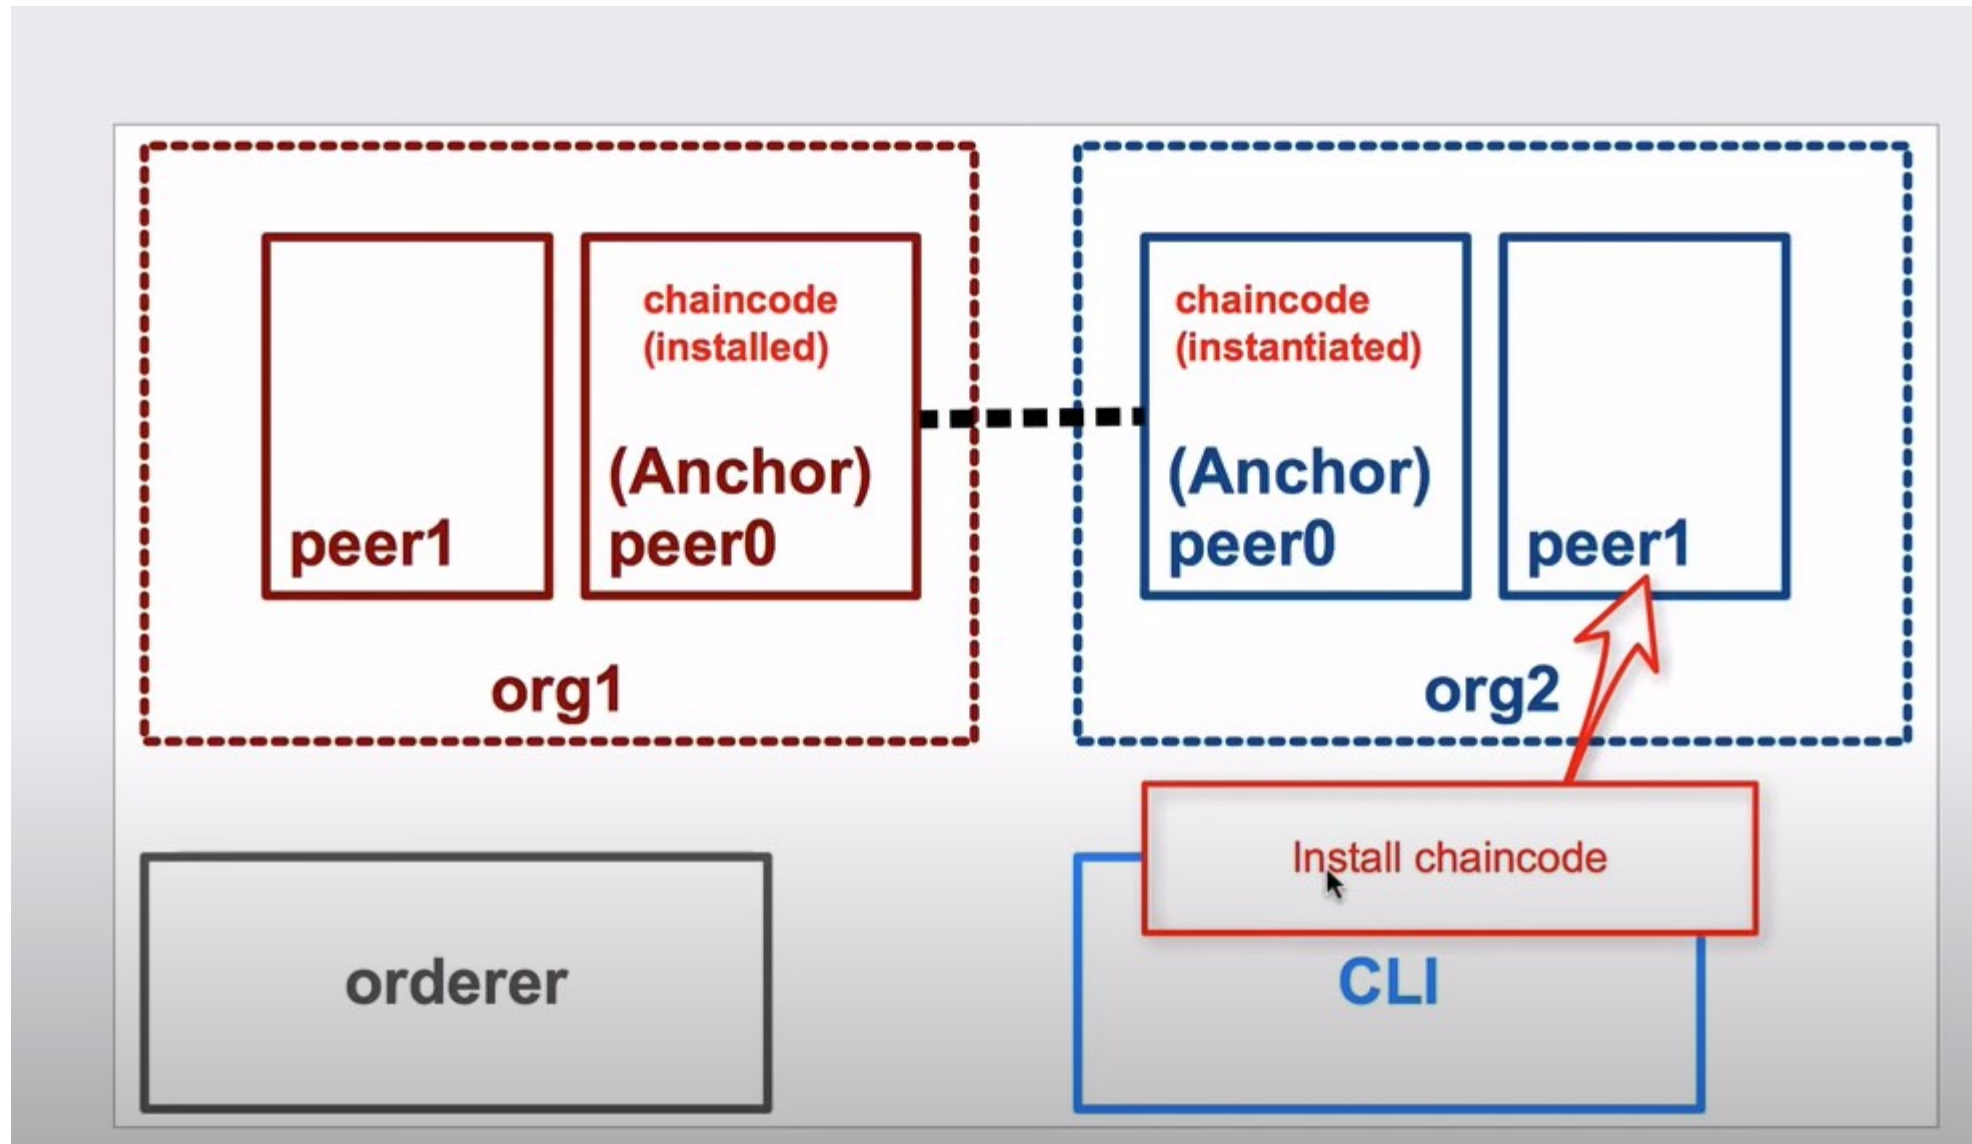 chaincode
(installed)
(Anchor)
peer1
peer0
org1
chaincode
(instantiated)
(Anchor)
peer0
peer1
org2
Install chaincode
orderer
CLI